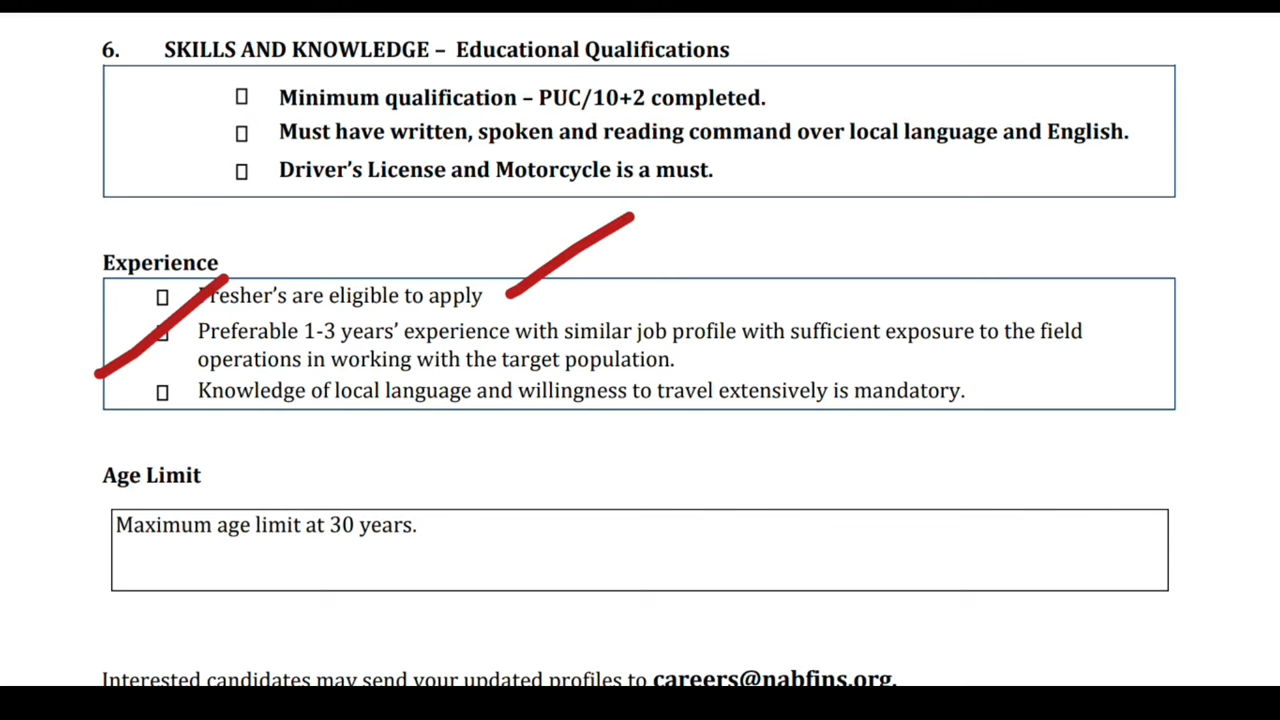 6. SKILLS AND KNOWLEDGE – Educational Qualifications
Minimum qualification – PUC/10+2 completed.
Must have written, spoken and reading command over local language and English.
Driver’s License and Motorcycle is a must.
Experience
Fresher’s are eligible to apply
Preferable 1-3 years’ experience with similar job profile with sufficient exposure to the field
operations in working with the target population.
Knowledge of local language and willingness to travel extensively is mandatory.
Age Limit
Maximum age limit at 30 years.
Interested candidates may send your updated profiles to careers@nabfins.org.